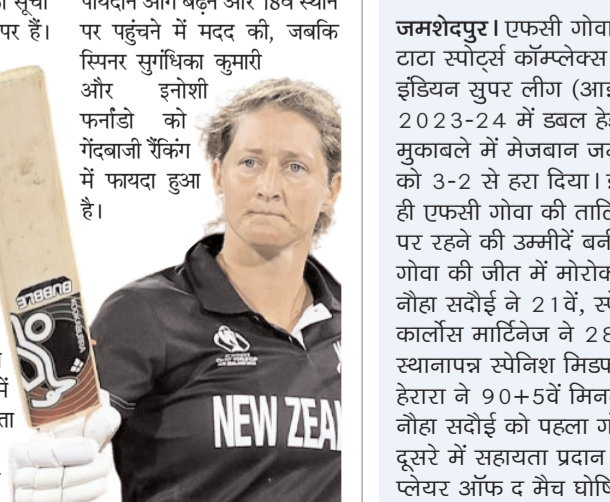 सूची
पर हैं।
में
ता
पायदान आगे बढ़ने और 18वें स्थान
पर पहुंचने में मदद की, जबकि
स्पिनर सुगंधिका कुमारी
और इनोशी
फर्नांडो को
गेंदबाजी रैंकिंग
में फायदा हुआ
है।
BUBBLE
KOOKABURRA
NEW ZEA
जमशेदपुर। एफसी गोवा
टाटा स्पोर्ट्स कॉम्प्लेक्स
इंडियन सुपर लीग (आइ
2023-24 में डबल हे
मुकाबले में मेजबान जम
को 3-2 से हरा दिया।
ही एफसी गोवा की तालि
पर रहने की उम्मीदें बनी
गोवा की जीत में मोरोक
नौहा सदौई ने 21वें, स्पे
कार्लोस मार्टिनेज ने 28
स्थानापन्न स्पेनिश मिडफ
हेरारा ने 90+5वें मिन
नौहा सदौई को पहला गो
दूसरे में सहायता प्रदान
प्लेयर ऑफ द मैच घोषि